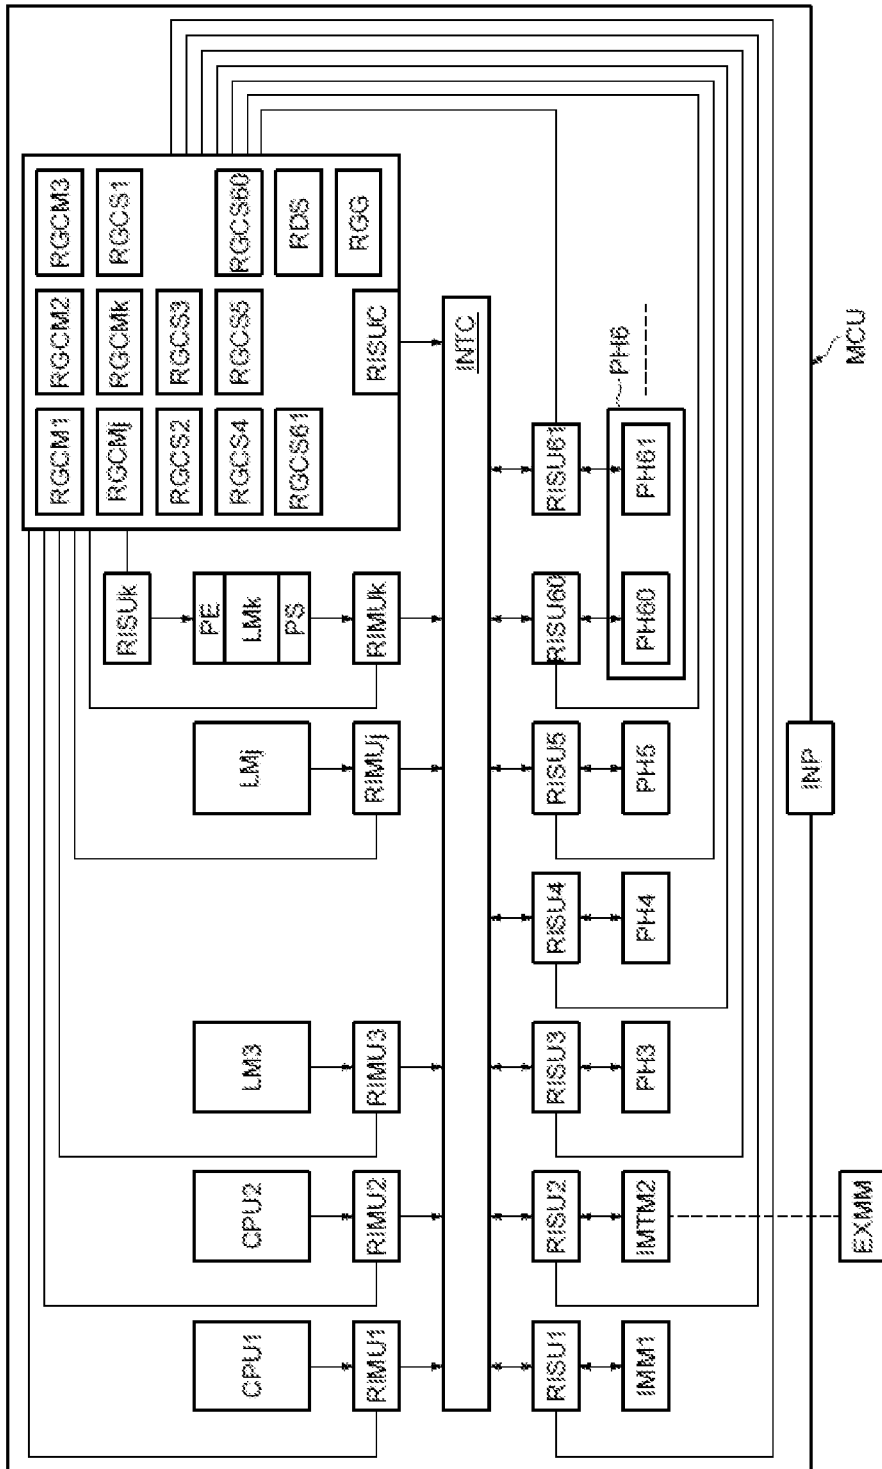 CPU1
CPU2
LM3
LMj
PE
LMk
PS
RISUk
RGCM1
RGCM2
RGCM3
RGCMj
RGCMk
RGCS1
RGCS2
RGCS3
RGCS4
RGCS5
RGCS60
RGCS61
RDS
RISUC
RGG
RIMU1
RIMU2
RIMU3
RIMUj
RIMUk
INTC
RISU1
RISU2
RISU3
RISU4
RISU5
RISU60
RISU61
IMM1
IMTM2
PH3
PH4
PH5
PH60
PH61
PH6
INP
MCU
EXMM